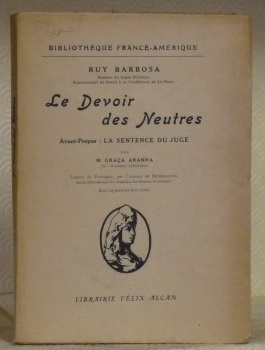 BIBLIOTHÈQUE FRANCE-AMÉRIQUE
RUY BARBOSA
Le Devoir
des Neutres
Avant-Propos : LA SENTENCE DU JUGE
PAR
M. GRAÇA ARANHA
LIBRAIRIE FÉLIX ALCAN